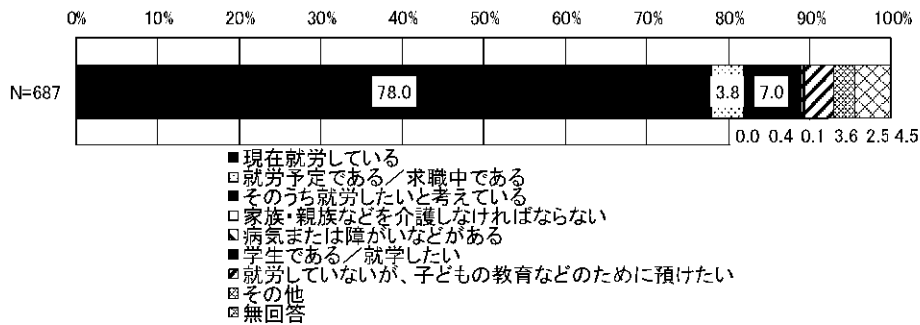 0% 10% 20% 30% 40% 50% 60% 70% 80% 90% 100%
N=687 78.0 3.8 7.0
0.0 0.4 0.1 3.6 2.5 4.5
現在就労している
就労予定である／求職中である
そのうち就労したいと考えている
家族・親族などを介護しなければならない
病気または障がいなどがある
学生である／就学したい
就労していないが、子どもの教育などのために預けたい
その他
無回答